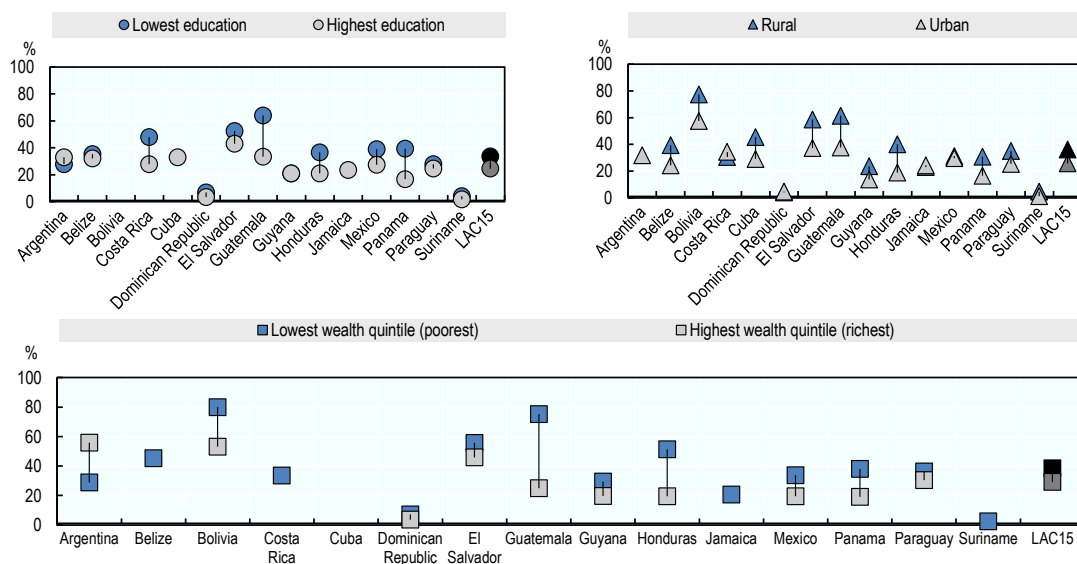 Lowest education Highest education
%
100
80
60
40
20
0
Argentina
Belize
Bolivia
Costa Rica
Cuba
Dominican Republic
El Salvador
Guatemala
Guyana
Honduras
Jamaica
Mexico
Panama
Paraguay
Suriname
LAC15
Rural Urban
%
100
80
60
40
20
0
Argentina
Belize
Bolivia
Costa Rica
Cuba
Dominican Republic
El Salvador
Guatemala
Guyana
Honduras
Jamaica
Mexico
Panama
Paraguay
Suriname
LAC15
Lowest wealth quintile (poorest) Highest wealth quintile (richest)
%
100
80
60
40
20
0
Argentina Belize Bolivia Costa Rica Cuba Dominican Republic El Salvador Guatemala Guyana Honduras Jamaica Mexico Panama Paraguay Suriname LAC15